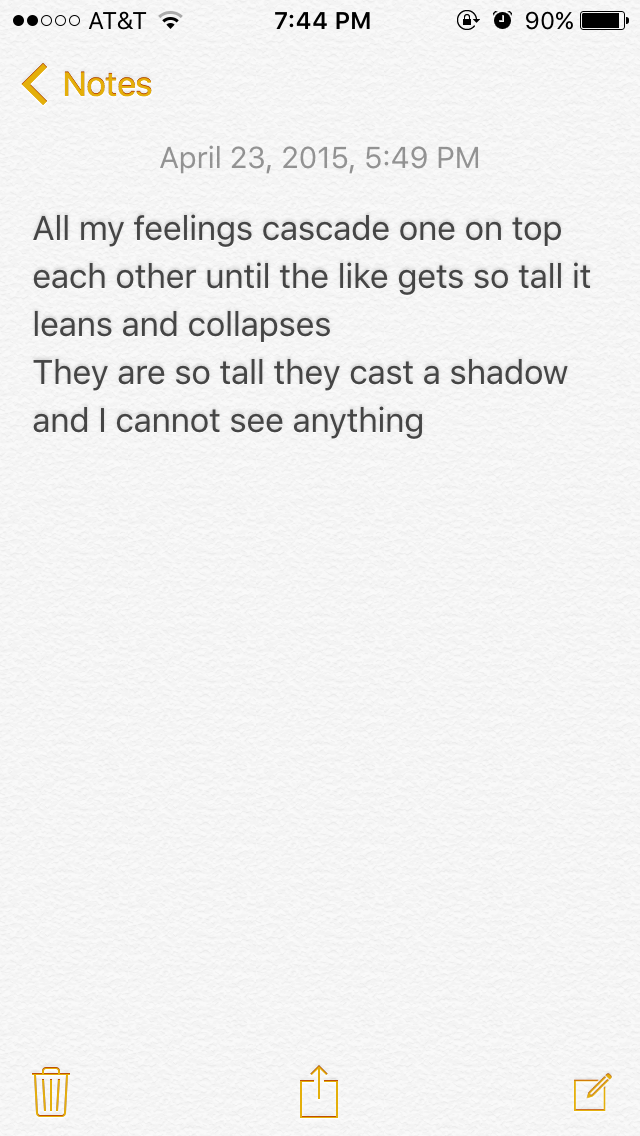 AT&T 7:44 PM 90%
Notes
April 23, 2015, 5:49 PM
All my feelings cascade one on top
each other until the like gets so tall it
leans and collapses
They are so tall they cast a shadow
and I cannot see anything